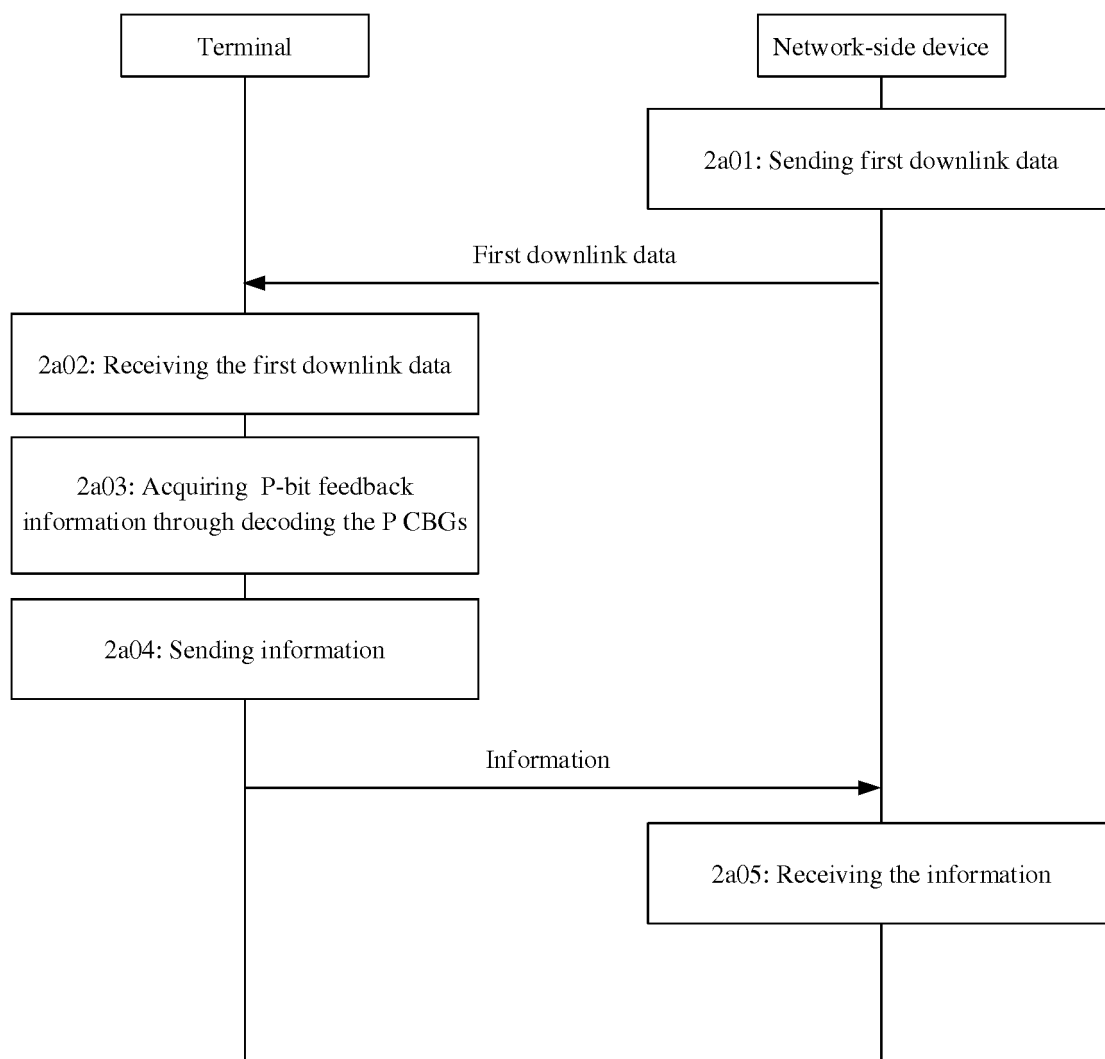 Terminal
Network-side device
2a01: Sending first downlink data
First downlink data
2a02: Receiving the first downlink data
2a03: Acquiring P-bit feedback
information through decoding the P CBGs
2a04: Sending information
Information
2a05: Receiving the information